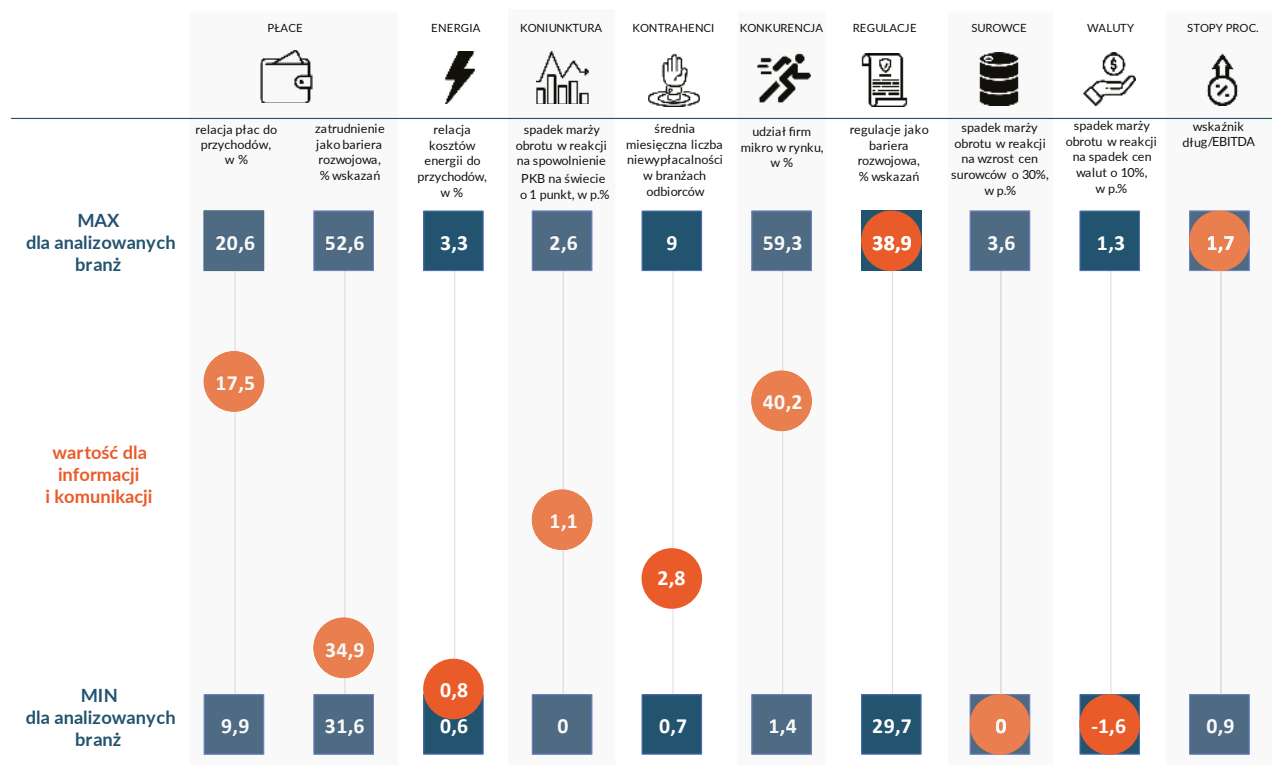 PŁACE
ENERGIA
KONIUNKTURA
KONTRAHENCI
KONKURENCJA
REGULACJE
SUROWCE
WALUTY
STOPY PROC.
relacja płac do
przychodów,
w %
zatrudnienie
jako bariera
rozwojowa,
% wskazań
relacja
kosztów
energii do
przychodów,
w %
spadek marży
obrotu w reakcji
na spowolnienie
PKB na świecie
o 1 punkt, w p.%
średnia
miesięczna liczba
niewypłacalności
w branżach
odbiorców
udział firm
mikro w rynku,
w %
regulacje jako
bariera
rozwojowa,
% wskazań
spadek marży
obrotu w reakcji
na wzrost cen
surowców o 30%,
w p.%
spadek marży
obrotu w reakcji
na spadek cen
walut o 10%,
w p.%
wskaźnik
dług/EBITDA
MAX
dla analizowanych
branż
20,6
52,6
3,3
2,6
9
59,3
38,9
3,6
1,3
1,7
wartość dla
informacji
i komunikacji
17,5
34,9
0,8
1,1
2,8
40,2
MIN
dla analizowanych
branż
9,9
31,6
0,6
0
0,7
1,4
29,7
0
-1,6
0,9